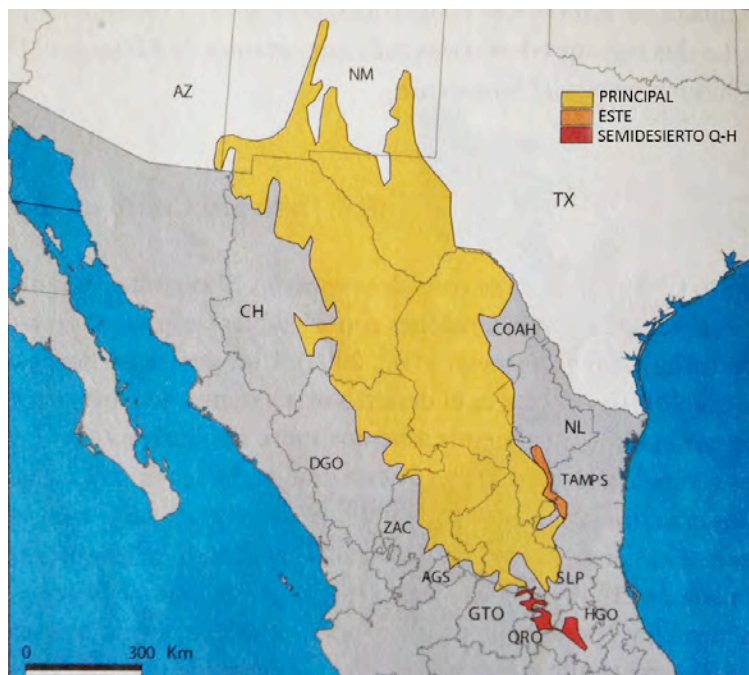 AZ
NM
PRINCIPAL
ESTE
SEMIDESIERTO Q-H
TX
CH
COAH
NL
DGO
TAMPS
ZAC
AGS
SLP
GTO
HGO
QRO
0 300 Km